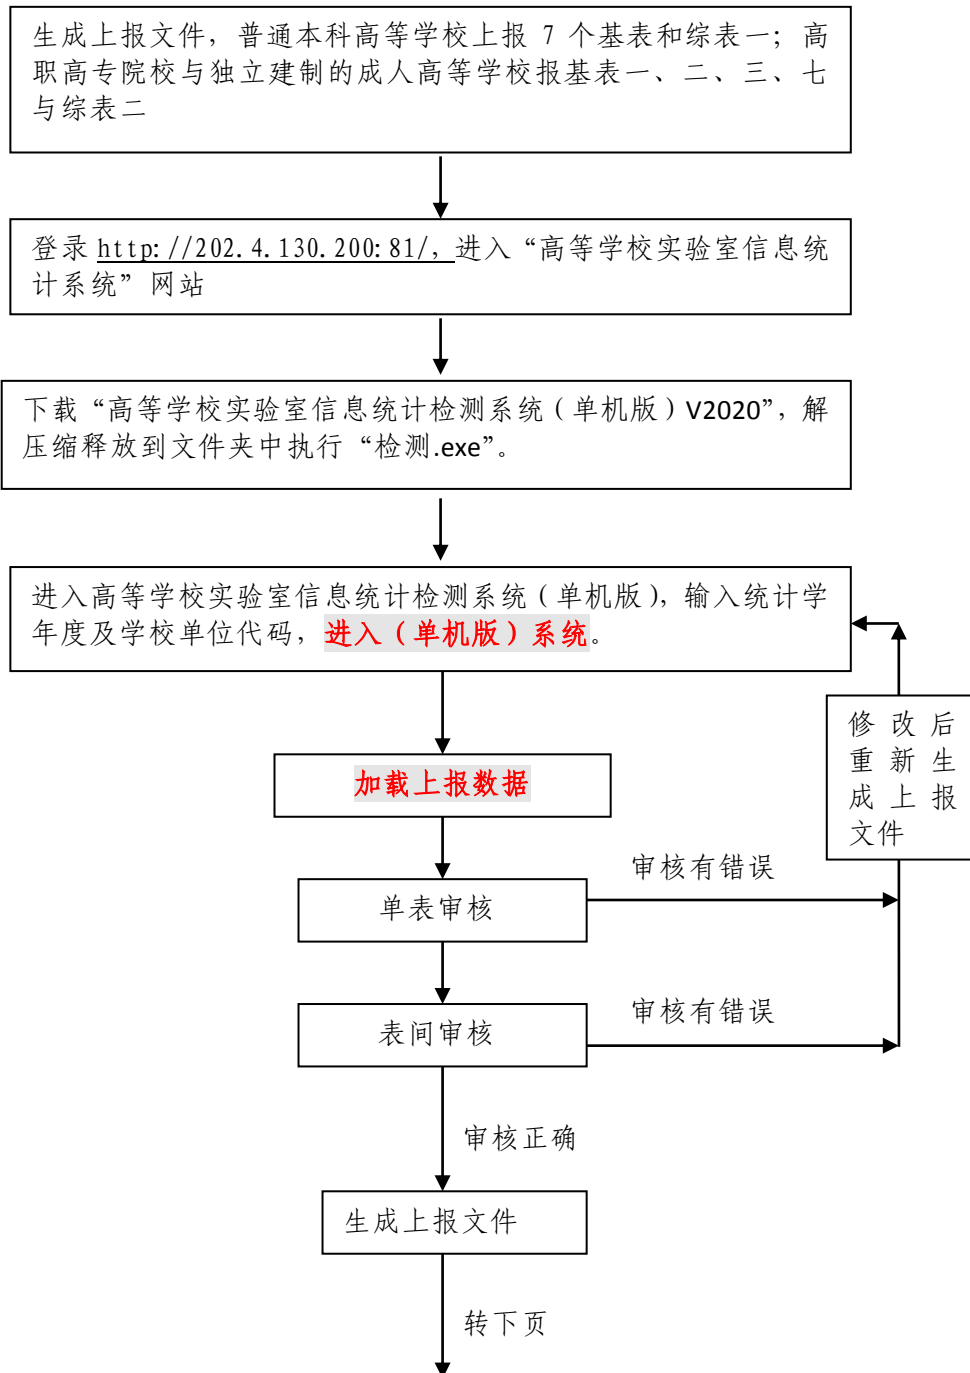 生成上报文件，普通本科高等学校上报 7 个基表和综表一；高
职高专院校与独立建制的成人高等学校报基表一、二、三、七
与综表二
登录 http://202.4.130.200:81/，进入“高等学校实验室信息统
计系统”网站
下载“高等学校实验室信息统计检测系统（单机版）V2020”，解
压缩释放到文件夹中执行“检测.exe”。
进入高等学校实验室信息统计检测系统（单机版），输入统计学
年度及学校单位代码，进入（单机版）系统。
修改后
重新生
成上报
文件
加载上报数据
审核有错误
单表审核
审核有错误
表间审核
审核正确
生成上报文件
转下页